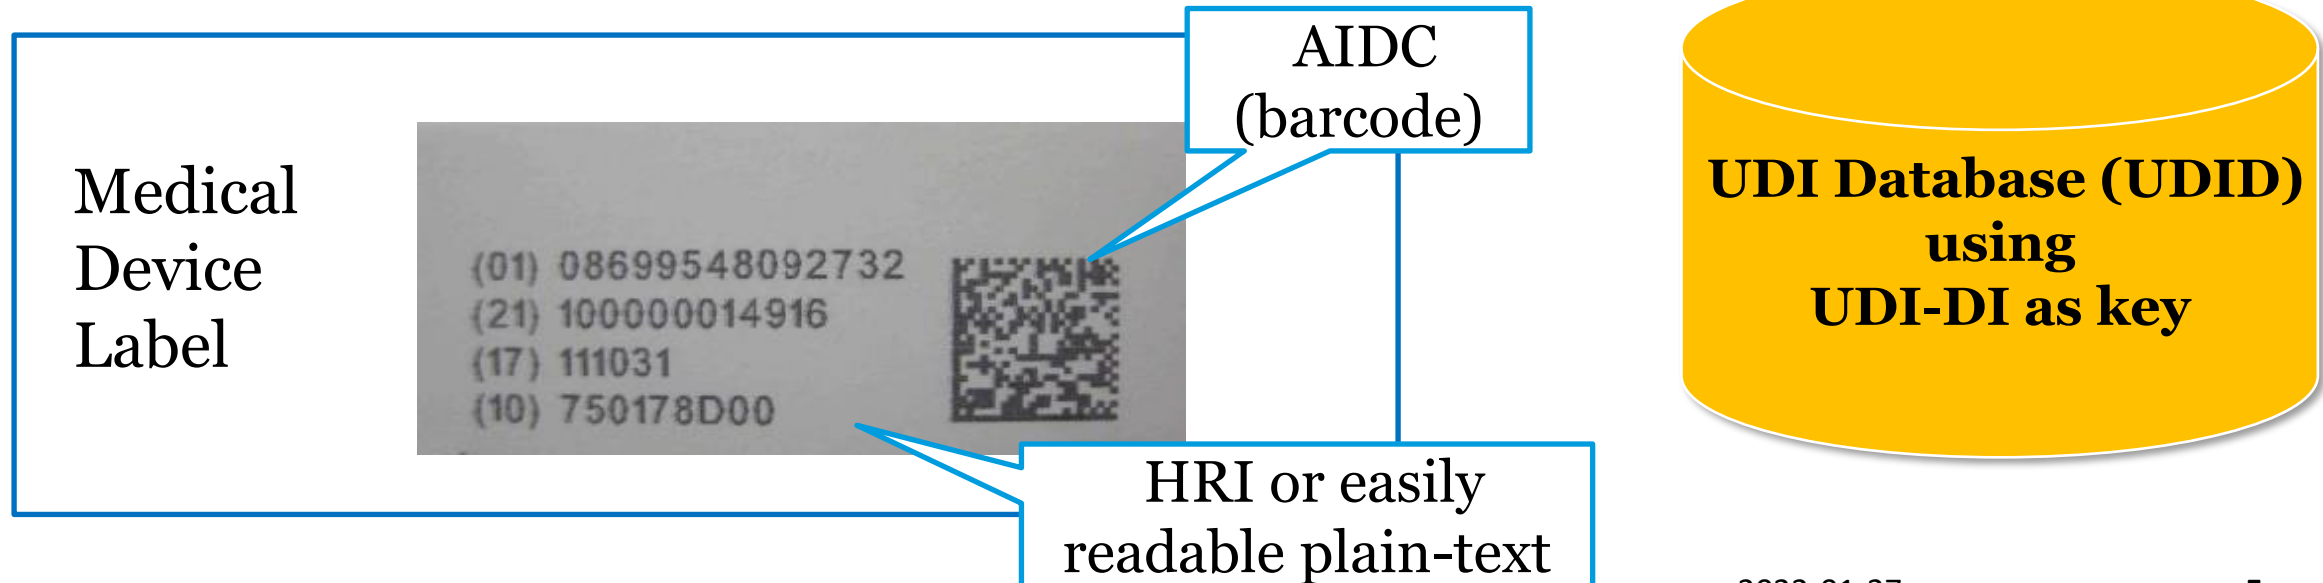 AIDC
(barcode)
Medical
Device
Label
(01) 08699548092732
(21) 100000014916
(17) 111031
(10) 750178D00
HRI or easily
readable plain-text
UDI Database (UDID)
using
UDI-DI as key